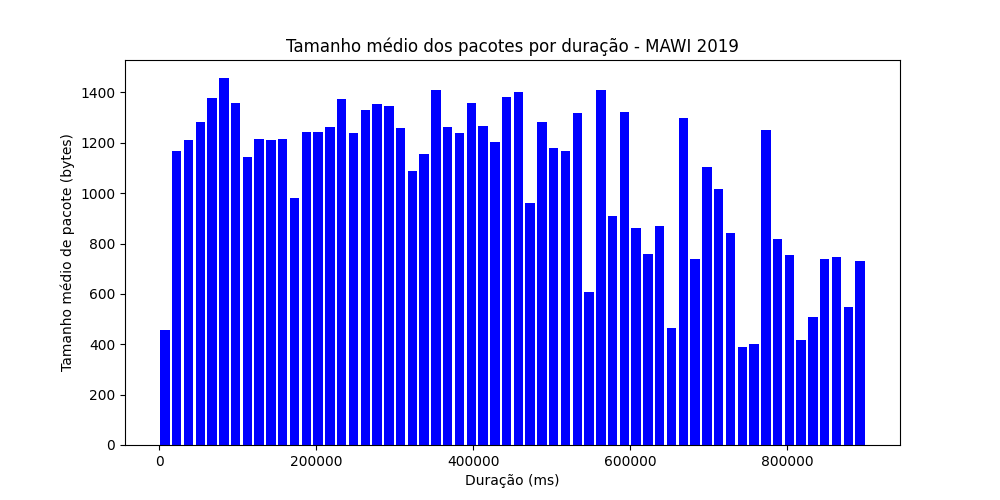 Tamanho médio dos pacotes por duração - MAWI 2019
Tamanho médio de pacote (bytes)
1400
1200
1000
800
600
400
200
0
0 200000 400000 600000 800000
Duração (ms)